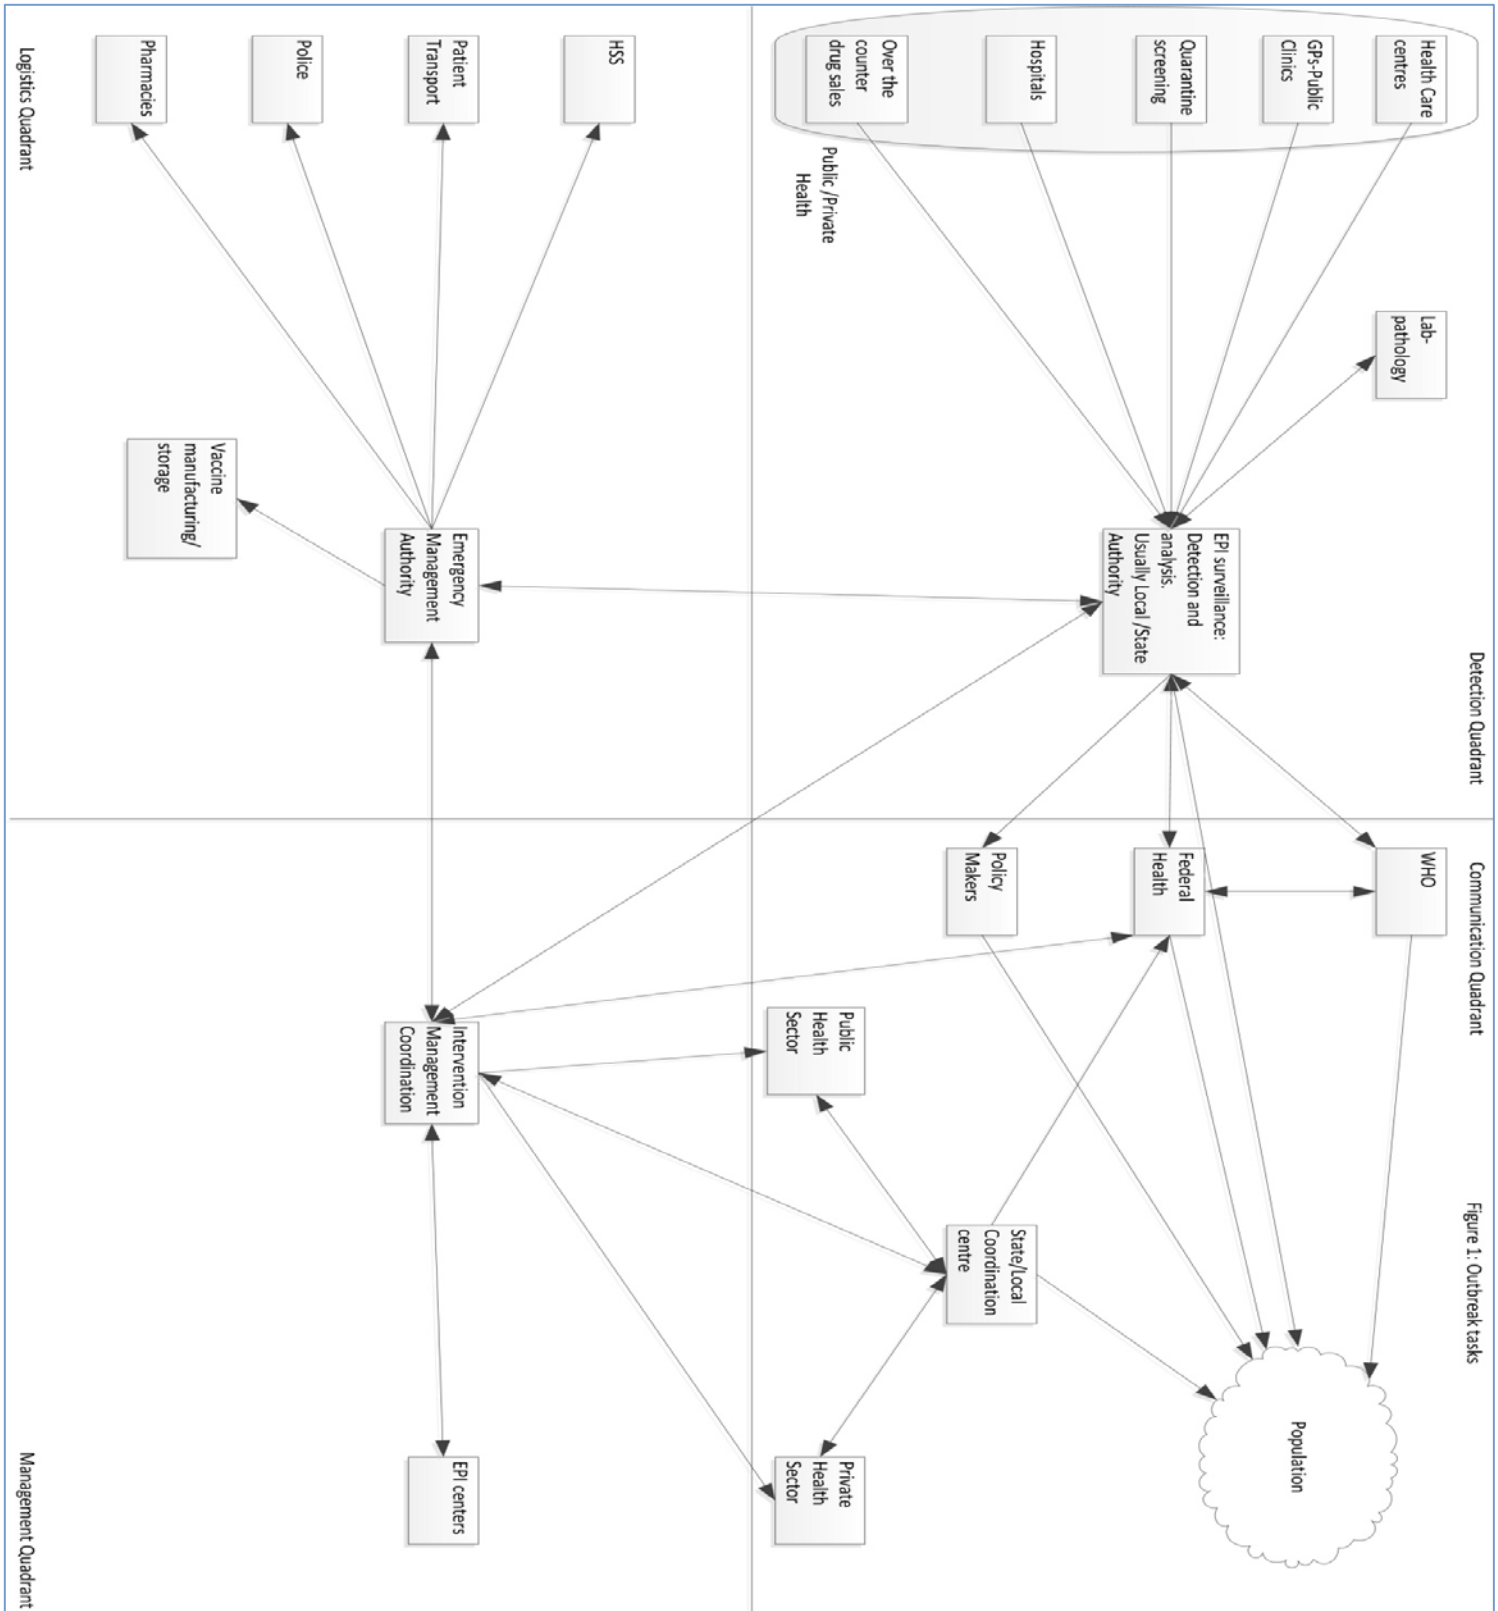 Figure 1: Outbreak tasks
Detection Quadrant
Communication Quadrant
Health Care
centres
GPs-Public
Clinics
Quarantine
screening
Hospitals
Over the
counter
drug sales
Public /Private
Health
Lab-
pathology
EPI surveillance:
Detection and
analysis.
Usually Local /State
Authority
WHO
Federal
Health
Policy
Makers
Population
State/Local
Coordination
centre
Public
Health
Sector
Private
Health
Sector
HSS
Patient
Transport
Police
Pharmacies
Vaccine
manufacturing/
storage
Emergency
Management
Authority
Intervention
Management
Coordination
EPI centers
Logistics Quadrant
Management Quadrant